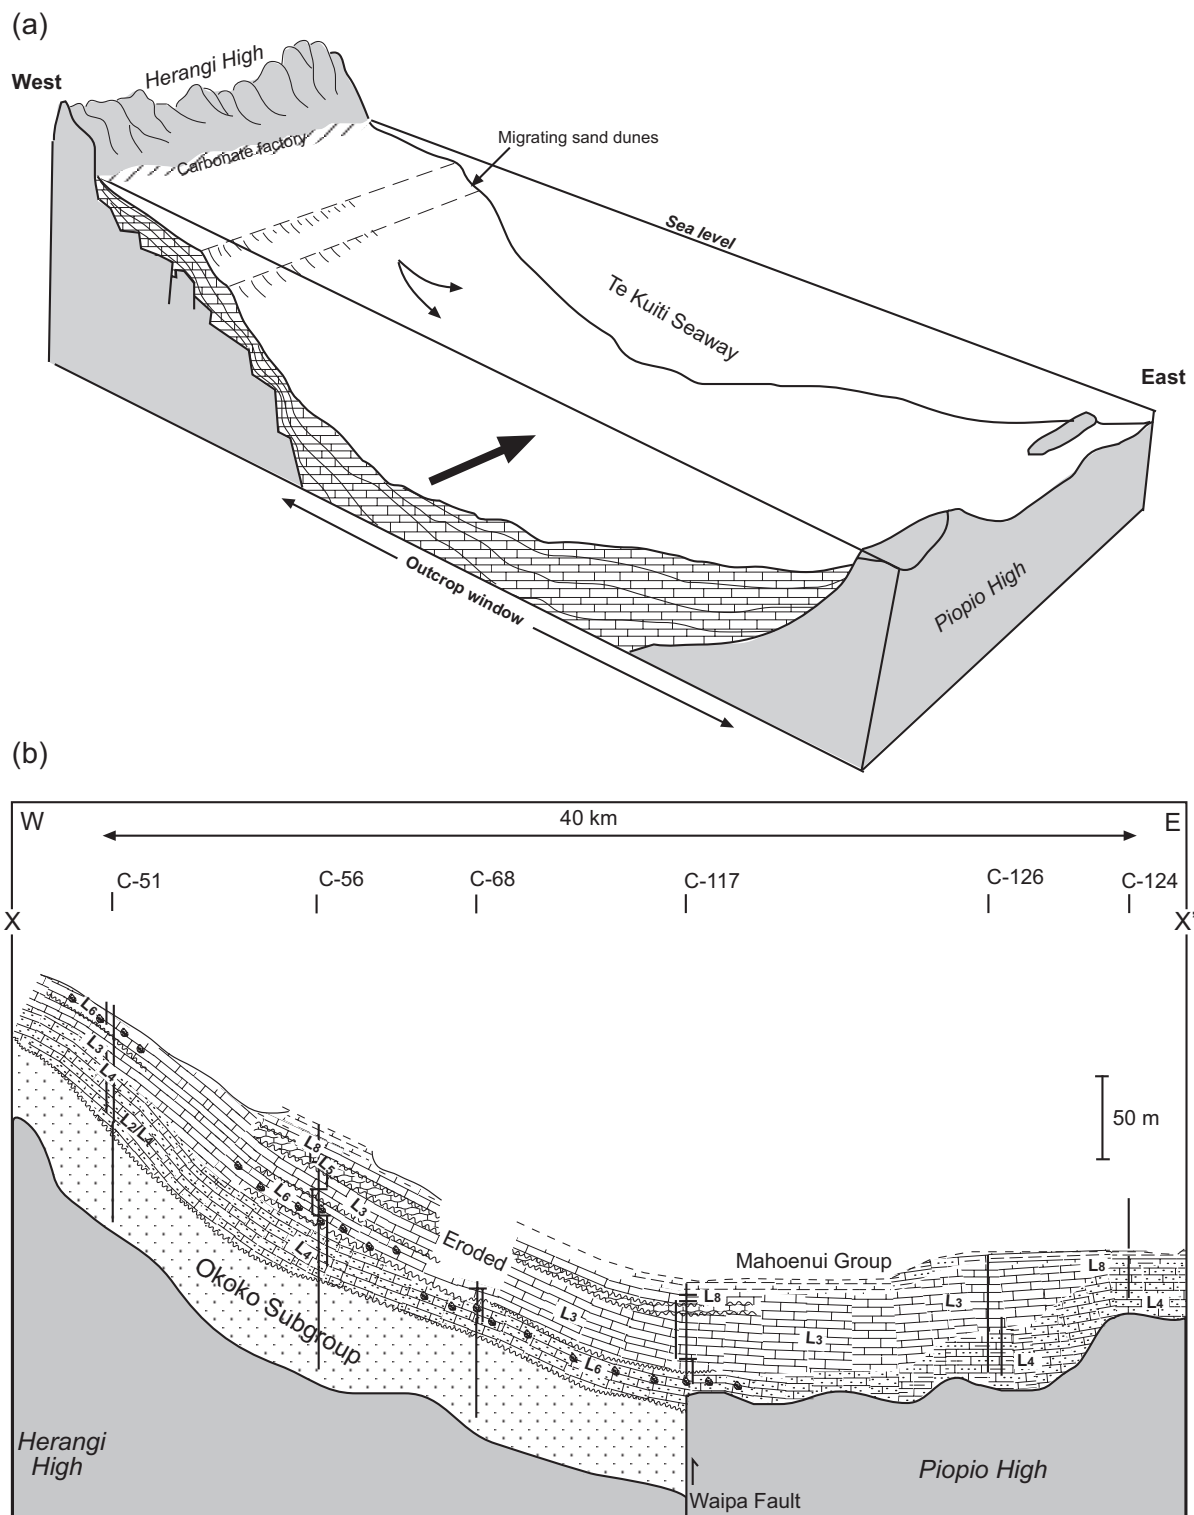 (a)
West
Herangi High
Carbonate factory
Migrating sand dunes
Sea level
Te Kuiti Seaway
East
Outcrop window
Piopio High
(b)
W
40 km
E
C-51
C-56
C-68
C-117
C-126
C-124
X
X'
L6
L3
L4
L2/L4
50 m
L8
L5
L6
L3
L4
Eroded
Mahoenui Group
L8
L3
L8
L3
L3
L4
L4
L6
Okoko Subgroup
Herangi
High
Piopio High
Waipa Fault